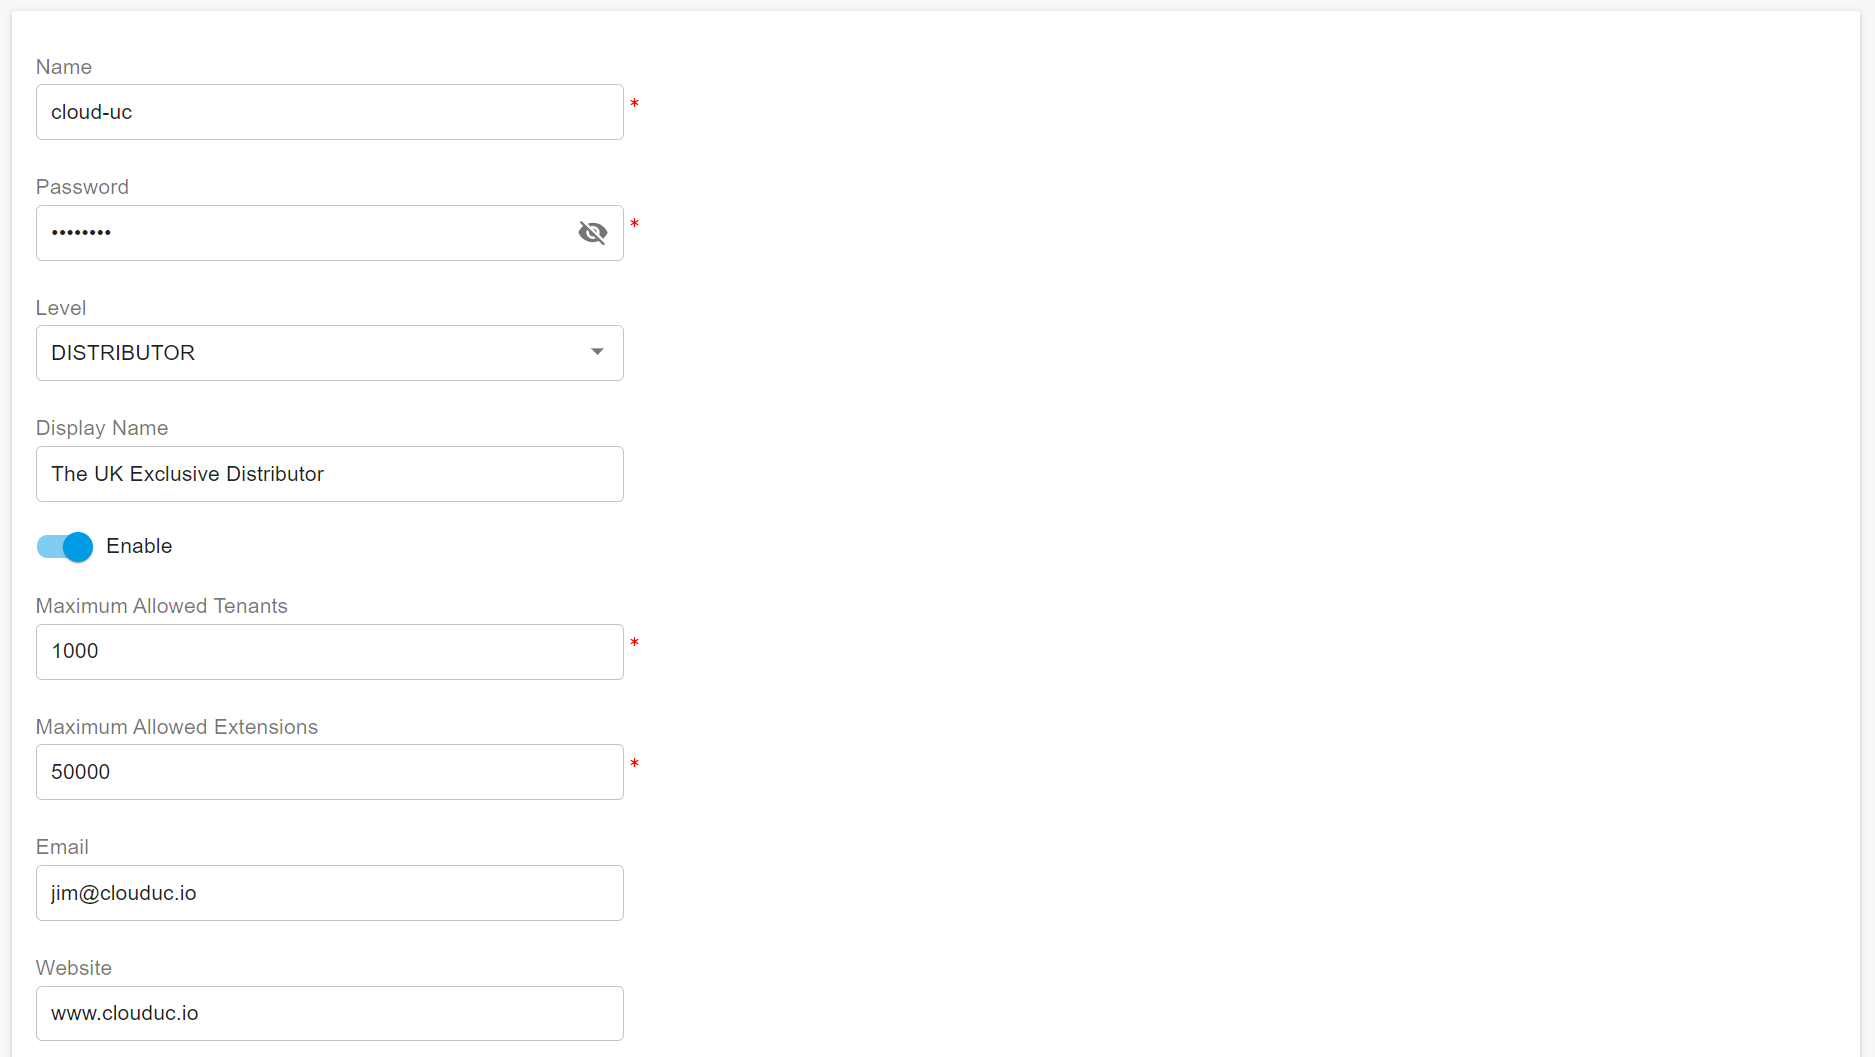 Name
cloud-uc
*
Password
••••••••
*
Level
DISTRIBUTOR
Display Name
The UK Exclusive Distributor
Enable
Maximum Allowed Tenants
1000
*
Maximum Allowed Extensions
50000
*
Email
jim@clouduc.io
Website
www.clouduc.io